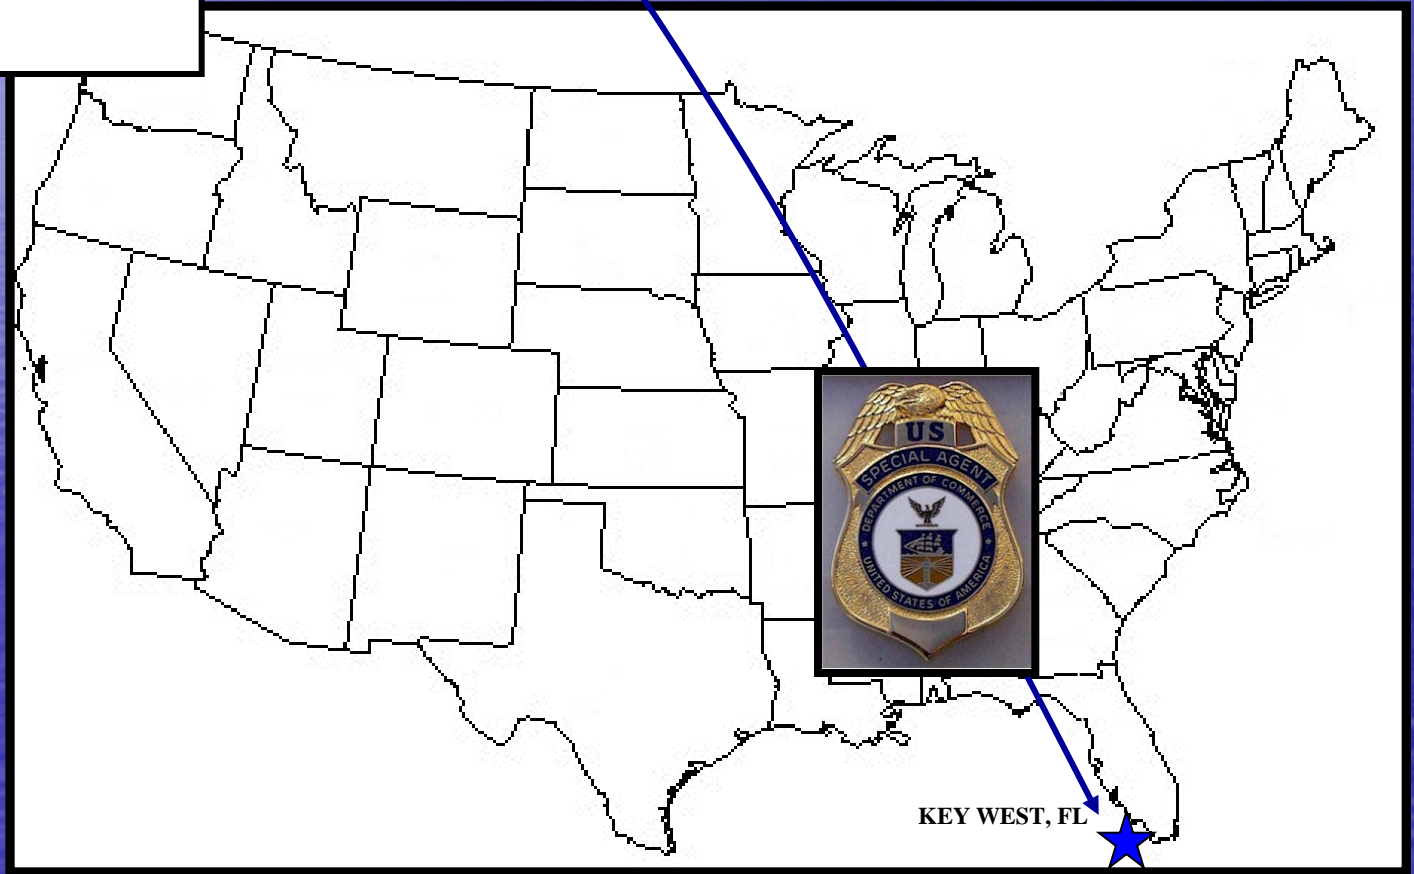 US
SPECIAL AGENT
DEPARTMENT OF COMMERCE
UNITED STATES OF AMERICA
KEY WEST, FL